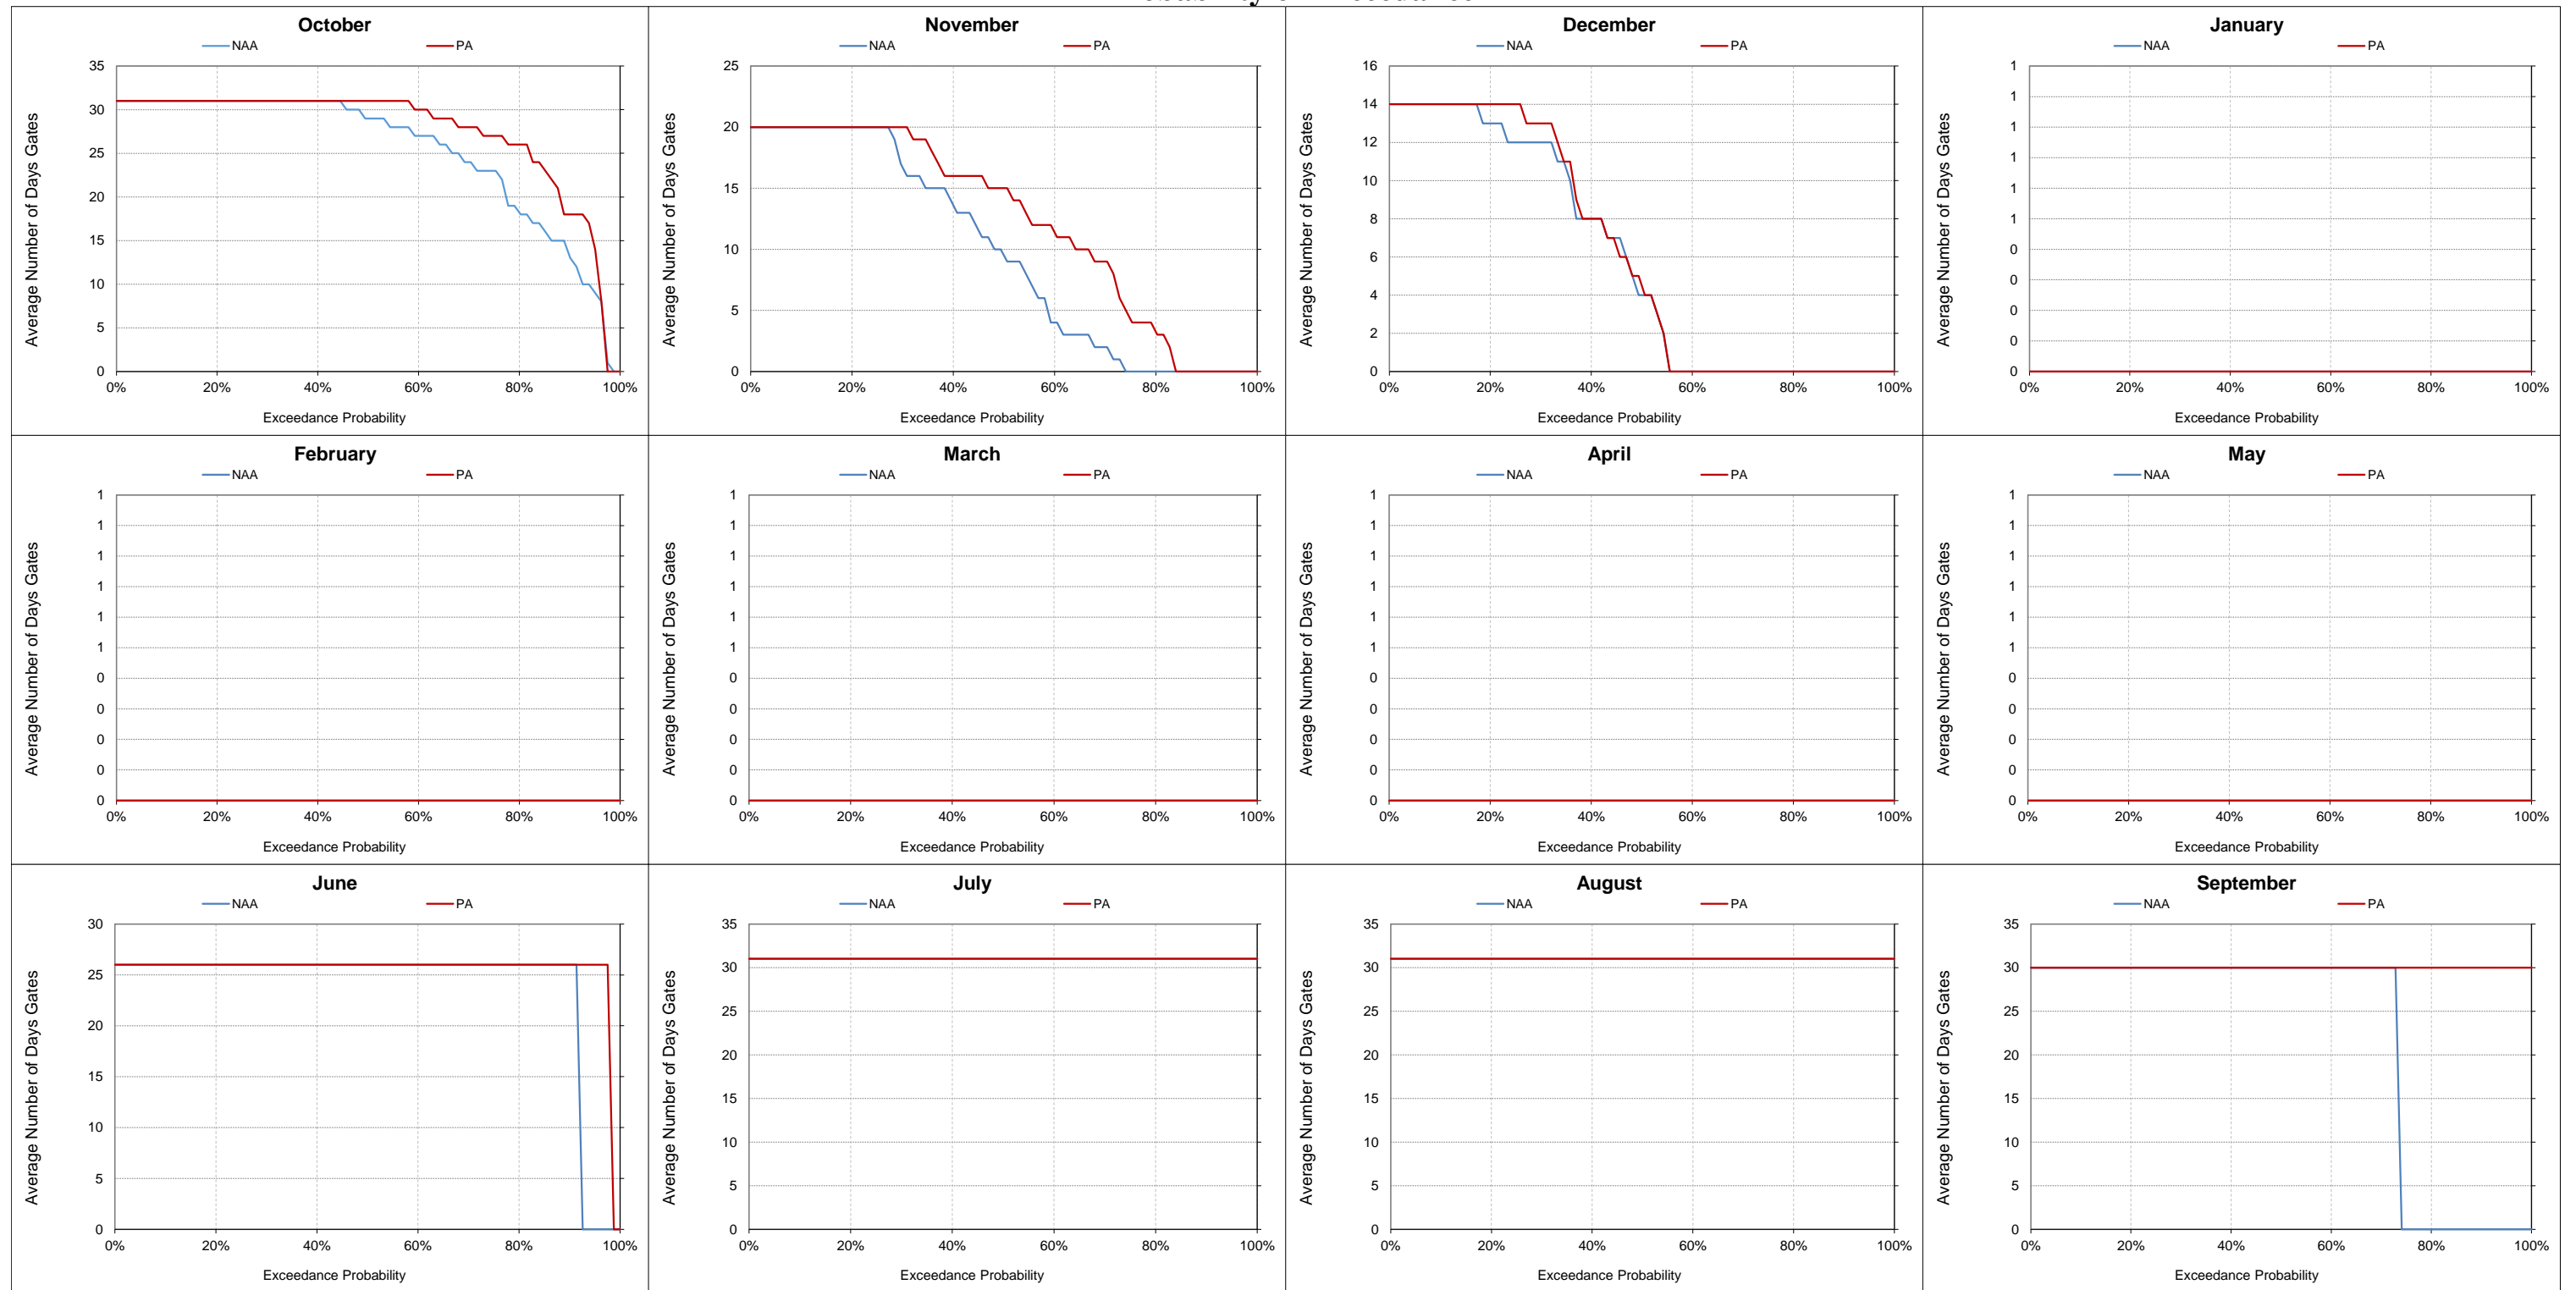 October
NAA PA
Average Number of Days Gates
35
30
25
20
15
10
5
0
0% 20% 40% 60% 80% 100%
Exceedance Probability
November
NAA PA
Average Number of Days Gates
25
20
15
10
5
0
0% 20% 40% 60% 80% 100%
Exceedance Probability
December
NAA PA
Average Number of Days Gates
16
14
12
10
8
6
4
2
0
0% 20% 40% 60% 80% 100%
Exceedance Probability
January
NAA PA
Average Number of Days Gates
1
1
1
1
1
1
0
0
0
0
0
0% 20% 40% 60% 80% 100%
Exceedance Probability
February
NAA PA
Average Number of Days Gates
1
1
1
1
1
1
0
0
0
0
0
0% 20% 40% 60% 80% 100%
Exceedance Probability
March
NAA PA
Average Number of Days Gates
1
1
1
1
1
1
0
0
0
0
0
0% 20% 40% 60% 80% 100%
Exceedance Probability
April
NAA PA
Average Number of Days Gates
1
1
1
1
1
1
0
0
0
0
0
0% 20% 40% 60% 80% 100%
Exceedance Probability
May
NAA PA
Average Number of Days Gates
1
1
1
1
1
1
0
0
0
0
0
0% 20% 40% 60% 80% 100%
Exceedance Probability
June
NAA PA
Average Number of Days Gates
30
25
20
15
10
5
0
0% 20% 40% 60% 80% 100%
Exceedance Probability
July
NAA PA
Average Number of Days Gates
35
30
25
20
15
10
5
0
0% 20% 40% 60% 80% 100%
Exceedance Probability
August
NAA PA
Average Number of Days Gates
35
30
25
20
15
10
5
0
0% 20% 40% 60% 80% 100%
Exceedance Probability
September
NAA PA
Average Number of Days Gates
35
30
25
20
15
10
5
0
0% 20% 40% 60% 80% 100%
Exceedance Probability